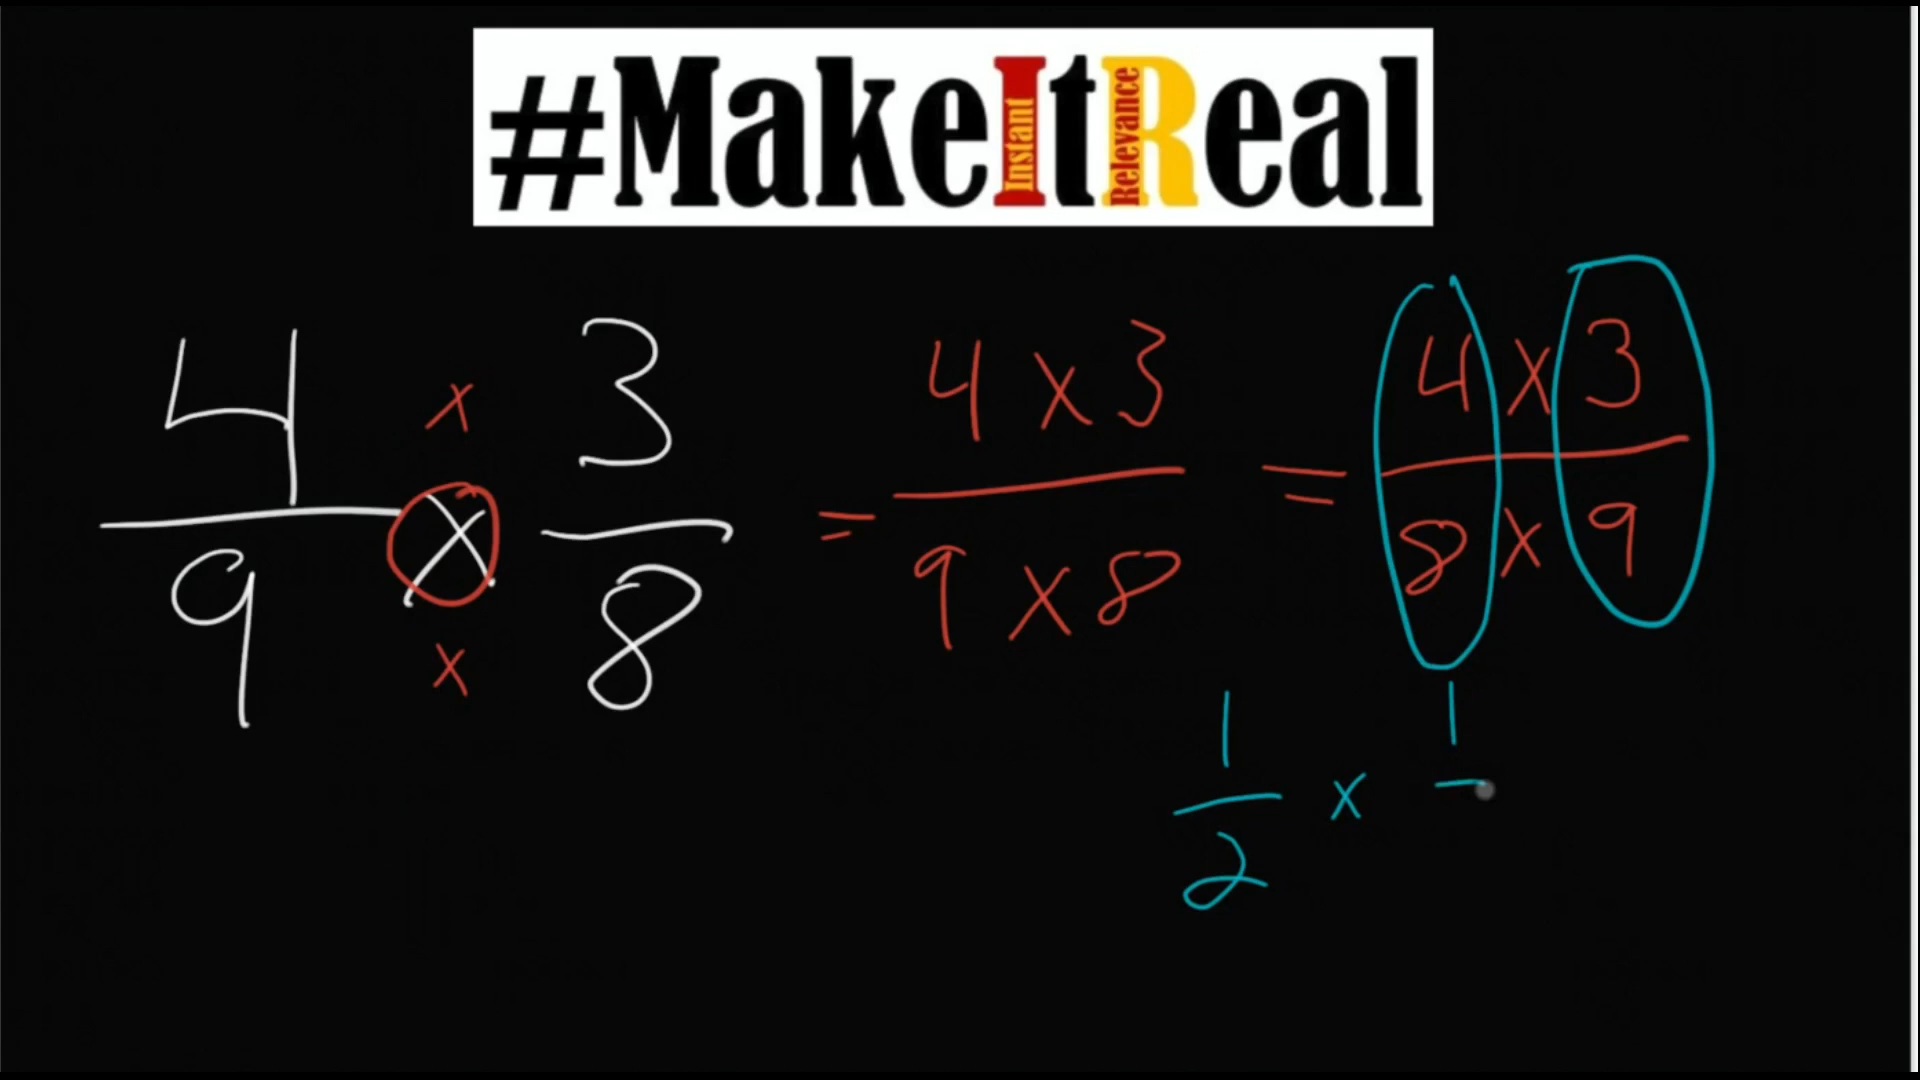 #MakeItReal
Instant
Relevance
4/9 x × x 3/8 = 4 x 3 / 9 x 8 = 4 x 3 / 8 x 9
1/2 x 1/